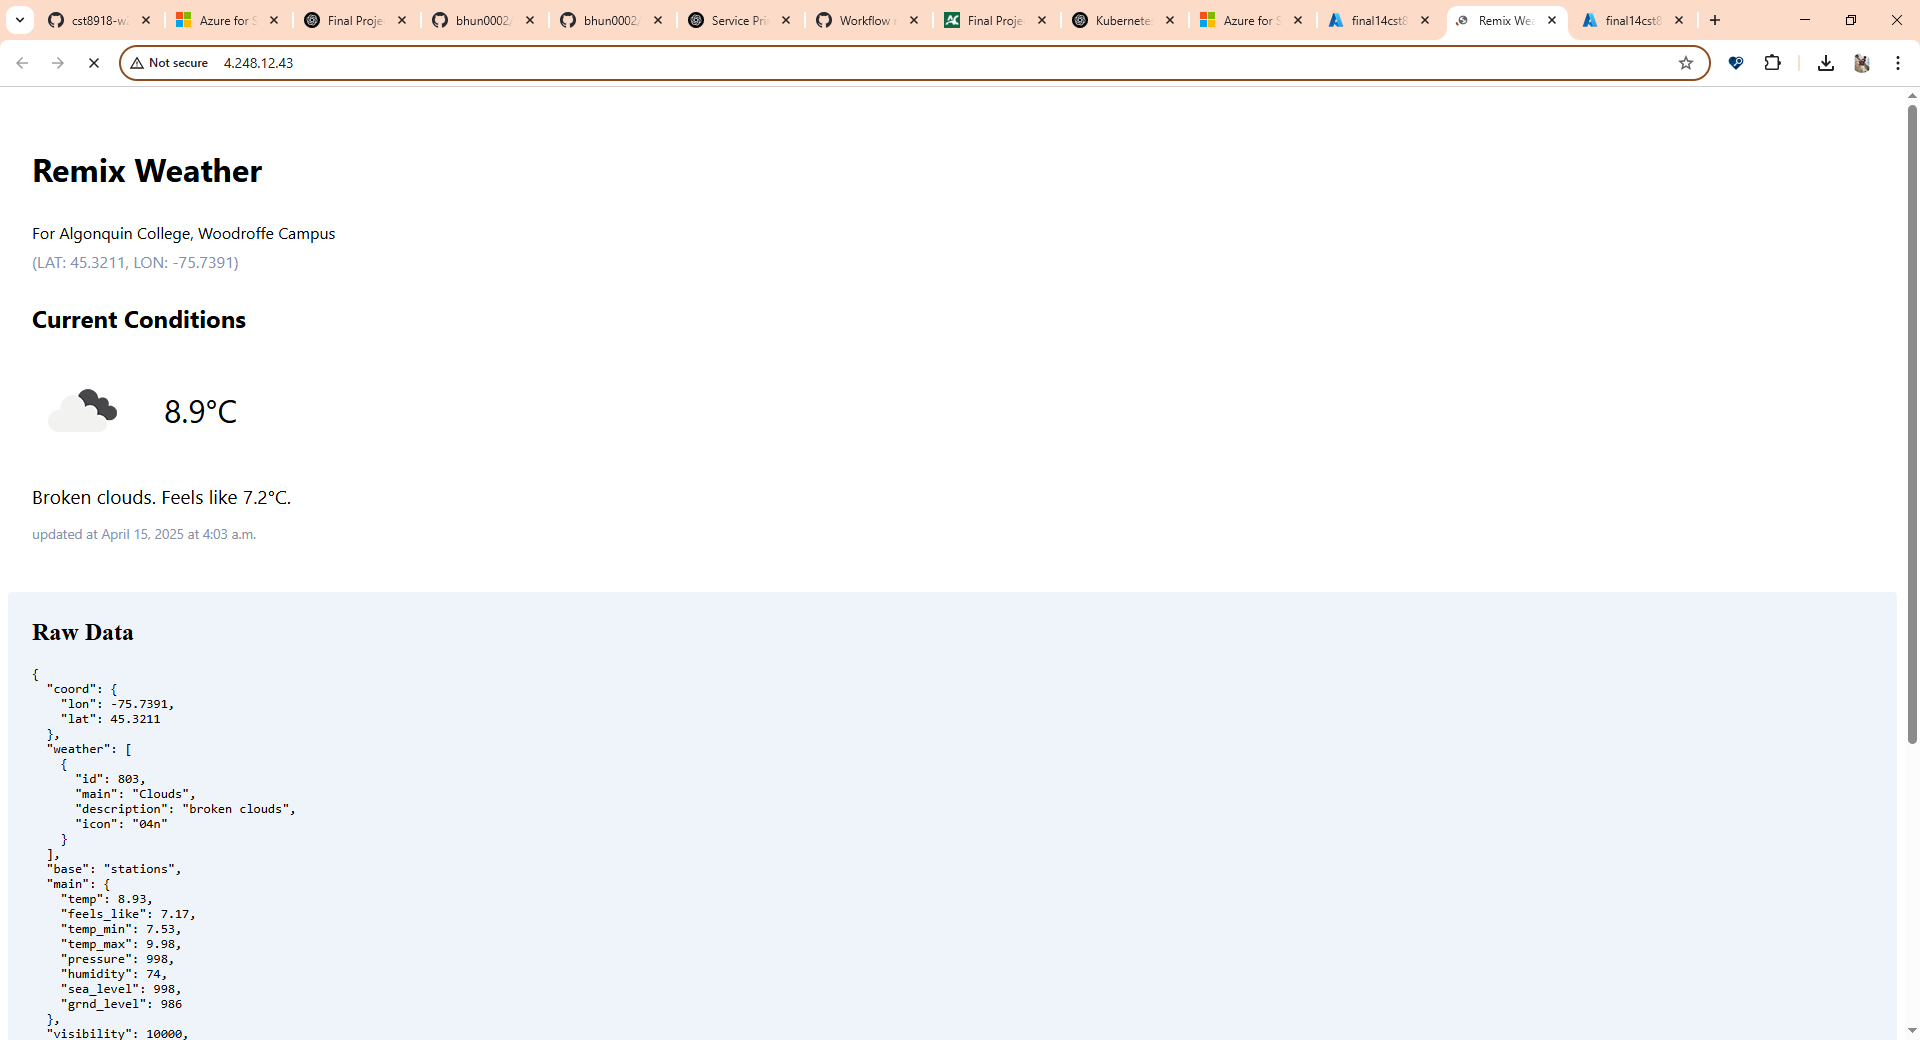 cst8918-w2
Azure for S
Final Proje
bhun0002/
bhun0002/
Service Prin
Workflow r
Final Proje
Kubernetes
Azure for S
final14cst8
Remix Wea
final14cst8
Not secure 4.248.12.43
Remix Weather
For Algonquin College, Woodroffe Campus
(LAT: 45.3211, LON: -75.7391)
Current Conditions
8.9°C
Broken clouds. Feels like 7.2°C.
updated at April 15, 2025 at 4:03 a.m.
Raw Data
{
"coord": {
"lon": -75.7391,
"lat": 45.3211
},
"weather": [
{
"id": 803,
"main": "Clouds",
"description": "broken clouds",
"icon": "04n"
}
],
"base": "stations",
"main": {
"temp": 8.93,
"feels_like": 7.17,
"temp_min": 7.53,
"temp_max": 9.98,
"pressure": 998,
"humidity": 74,
"sea_level": 998,
"grnd_level": 986
},
"visibility": 10000,